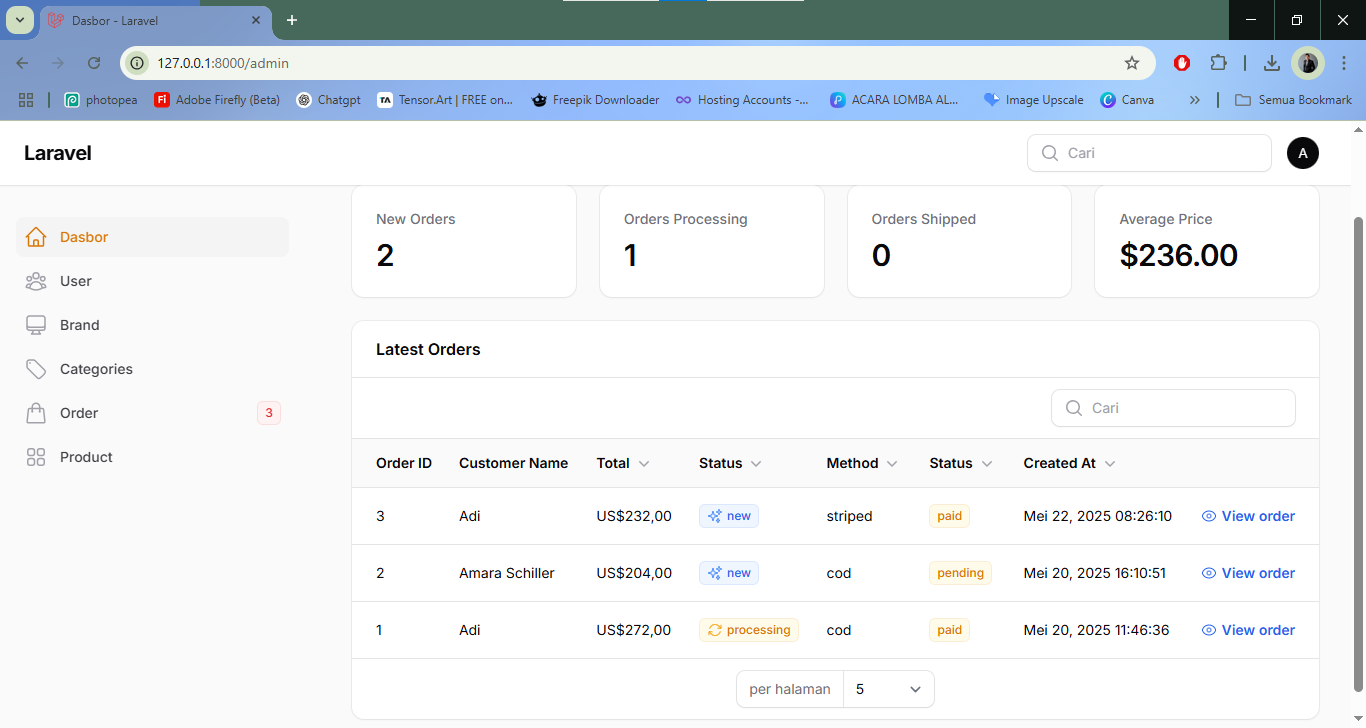 Dasbor - Laravel
127.0.0.1:8000/admin
photopea
Adobe Firefly (Beta)
Chatgpt
Tensor.Art | FREE on...
Freepik Downloader
Hosting Accounts -...
ACARA LOMBA AL...
Image Upscale
Canva
Semua Bookmark
Laravel
Cari
A
Dasbor
User
Brand
Categories
Order
3
Product
New Orders
2
Orders Processing
1
Orders Shipped
0
Average Price
$236.00
Latest Orders
Cari
Order ID Customer Name Total Status Method Status Created At
3 Adi US$232,00 new striped paid Mei 22, 2025 08:26:10 View order
2 Amara Schiller US$204,00 new cod pending Mei 20, 2025 16:10:51 View order
1 Adi US$272,00 processing cod paid Mei 20, 2025 11:46:36 View order
per halaman 5